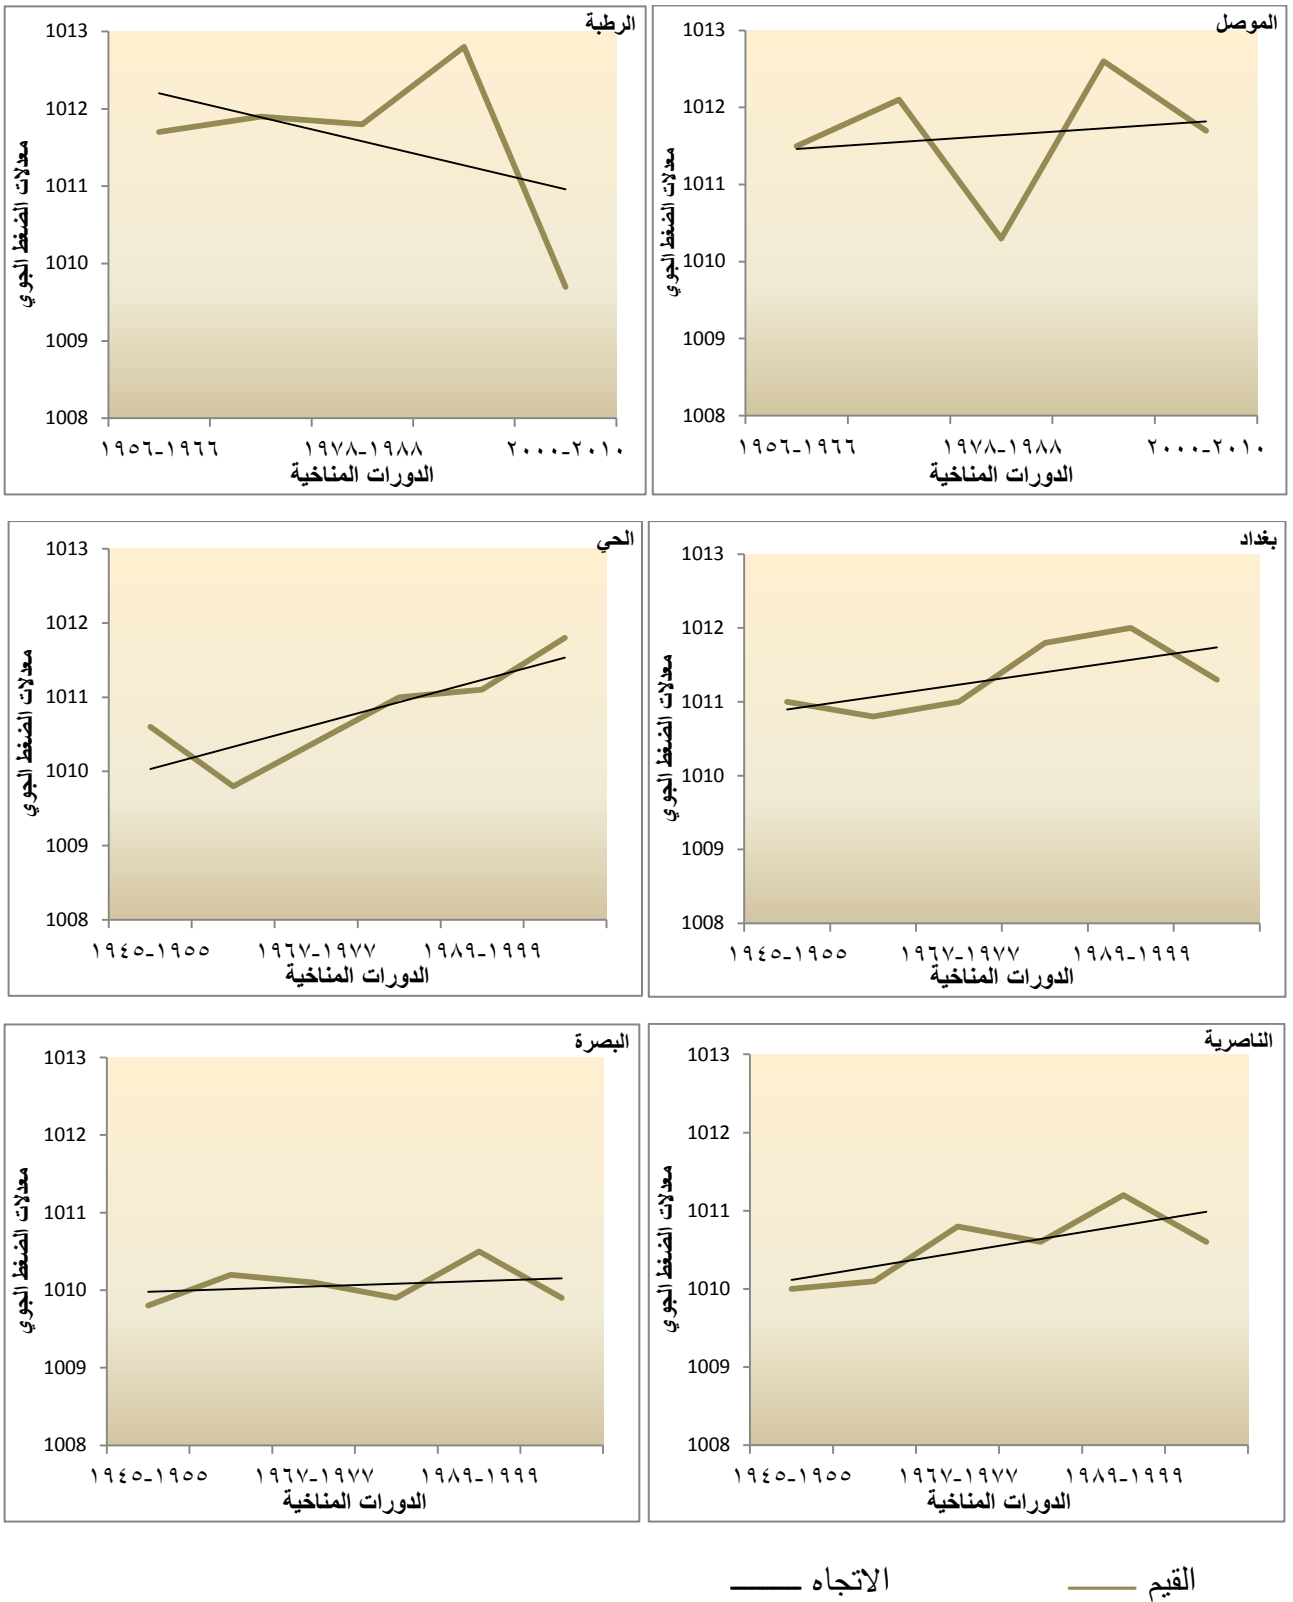 الموصل
1013
1012
1011
1010
1009
1008
معدلات الضغط الجوي
١٩٥٦-١٩٦٦
١٩٧٨-١٩٨٨
٢٠٠٠-٢٠١٠
الدورات المناخية
الرطبة
1013
1012
1011
1010
1009
1008
معدلات الضغط الجوي
١٩٥٦-١٩٦٦
١٩٧٨-١٩٨٨
٢٠٠٠-٢٠١٠
الدورات المناخية
بغداد
1013
1012
1011
1010
1009
1008
معدلات الضغط الجوي
١٩٤٥-١٩٥٥
١٩٦٧-١٩٧٧
١٩٨٩-١٩٩٩
الدورات المناخية
الحي
1013
1012
1011
1010
1009
1008
معدلات الضغط الجوي
١٩٤٥-١٩٥٥
١٩٦٧-١٩٧٧
١٩٨٩-١٩٩٩
الدورات المناخية
الناصرية
1013
1012
1011
1010
1009
1008
معدلات الضغط الجوي
١٩٤٥-١٩٥٥
١٩٦٧-١٩٧٧
١٩٨٩-١٩٩٩
الدورات المناخية
البصرة
1013
1012
1011
1010
1009
1008
معدلات الضغط الجوي
١٩٤٥-١٩٥٥
١٩٦٧-١٩٧٧
١٩٨٩-١٩٩٩
الدورات المناخية
القيم
الاتجاه